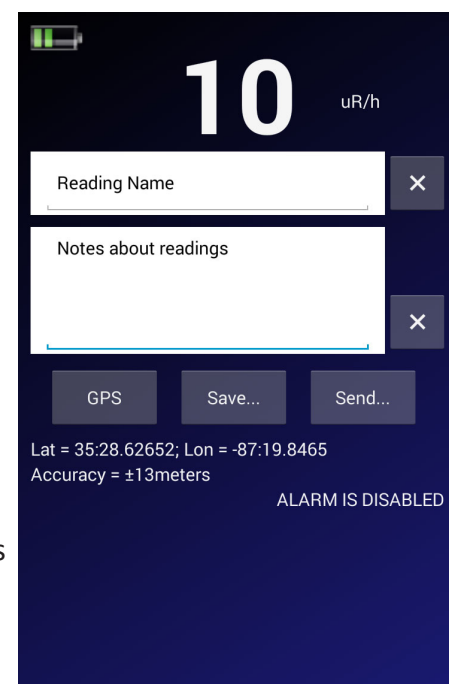 10 uR/h
Reading Name
×
Notes about readings
×
GPS Save... Send...
Lat = 35:28.62652; Lon = -87:19.8465
Accuracy = ±13meters
ALARM IS DISABLED
s